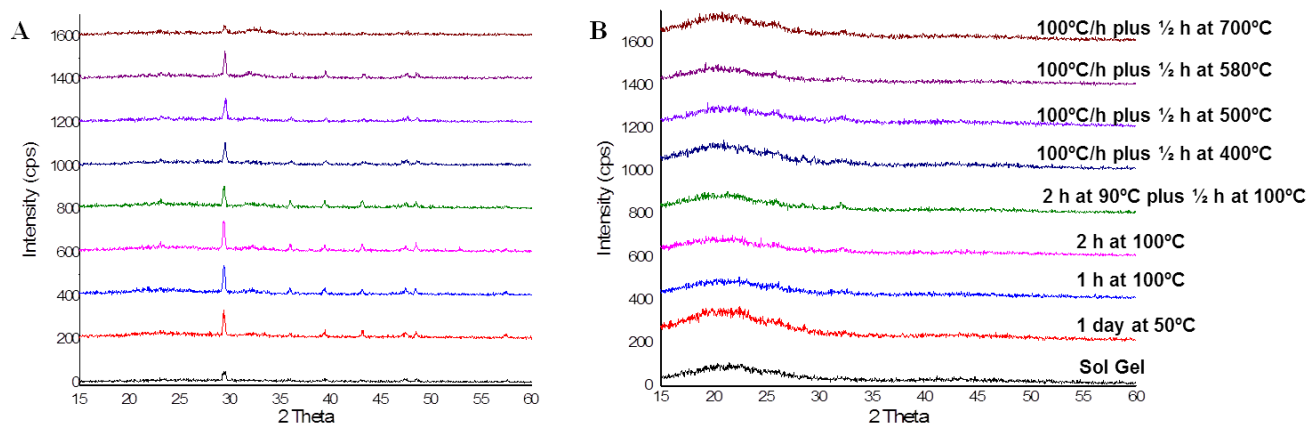 A
1600
1400
1200
1000
800
600
400
200
0
Intensity (cps)
15 20 25 30 35 40 45 50 55 60
2 Theta
B
1600
1400
1200
1000
800
600
400
200
0
Intensity (cps)
100ºC/h plus ½ h at 700ºC
100ºC/h plus ½ h at 580ºC
100ºC/h plus ½ h at 500ºC
100ºC/h plus ½ h at 400ºC
2 h at 90ºC plus ½ h at 100ºC
2 h at 100ºC
1 h at 100ºC
1 day at 50ºC
Sol Gel
15 20 25 30 35 40 45 50 55 60
2 Theta